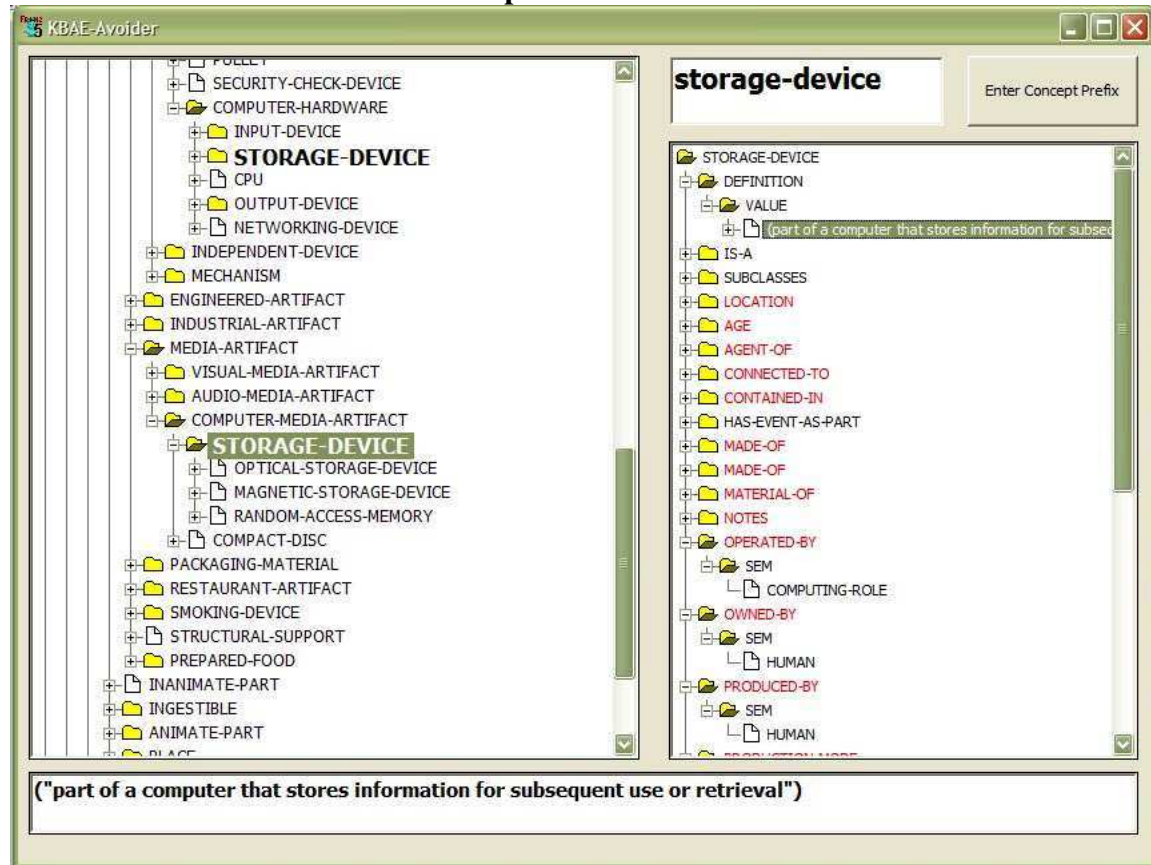 KBAE-Avoider
SECURITY-CHECK-DEVICE
COMPUTER-HARDWARE
INPUT-DEVICE
STORAGE-DEVICE
CPU
OUTPUT-DEVICE
NETWORKING-DEVICE
INDEPENDENT-DEVICE
MECHANISM
ENGINEERED-ARTIFACT
INDUSTRIAL-ARTIFACT
MEDIA-ARTIFACT
VISUAL-MEDIA-ARTIFACT
AUDIO-MEDIA-ARTIFACT
COMPUTER-MEDIA-ARTIFACT
STORAGE-DEVICE
OPTICAL-STORAGE-DEVICE
MAGNETIC-STORAGE-DEVICE
RANDOM-ACCESS-MEMORY
COMPACT-DISC
PACKAGING-MATERIAL
RESTAURANT-ARTIFACT
SMOKING-DEVICE
STRUCTURAL-SUPPORT
PREPARED-FOOD
INANIMATE-PART
INGESTIBLE
ANIMATE-PART
PLACE
storage-device
Enter Concept Prefix
STORAGE-DEVICE
DEFINITION
VALUE
(part of a computer that stores information for subseq
IS-A
SUBCLASSES
LOCATION
AGE
AGENT-OF
CONNECTED-TO
CONTAINED-IN
HAS-EVENT-AS-PART
MADE-OF
MADE-OF
MATERIAL-OF
NOTES
OPERATED-BY
SEM
COMPUTING-ROLE
OWNED-BY
SEM
HUMAN
PRODUCED-BY
SEM
HUMAN
PRODUCTION-MODE
("part of a computer that stores information for subsequent use or retrieval")